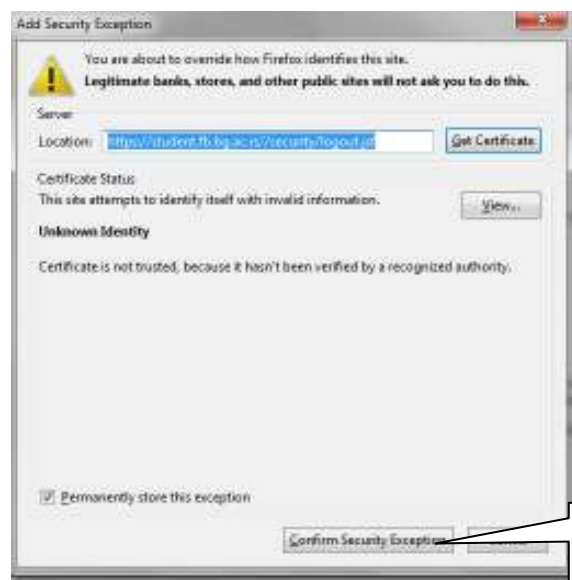 Add Security Exception
You are about to override how Firefox identifies this site.
Legitimate banks, stores, and other public sites will not ask you to do this.
Server
Location:
Get Certificate
Certificate Status
This site attempts to identify itself with invalid information.
View...
Unknown Identity
Certificate is not trusted, because it hasn't been verified by a recognized authority.
Permanently store this exception
Confirm Security Exception